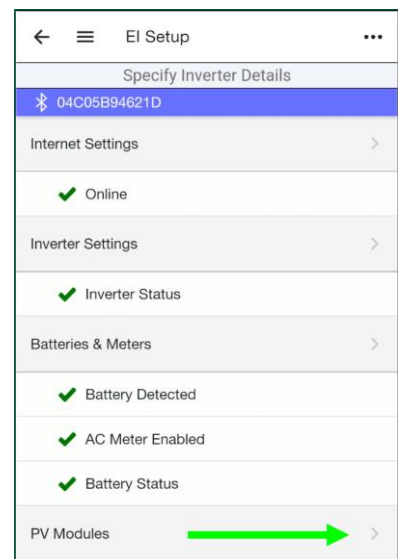 EI Setup
Specify Inverter Details
04C05B94621D
Internet Settings
Online
Inverter Settings
Inverter Status
Batteries & Meters
Battery Detected
AC Meter Enabled
Battery Status
PV Modules